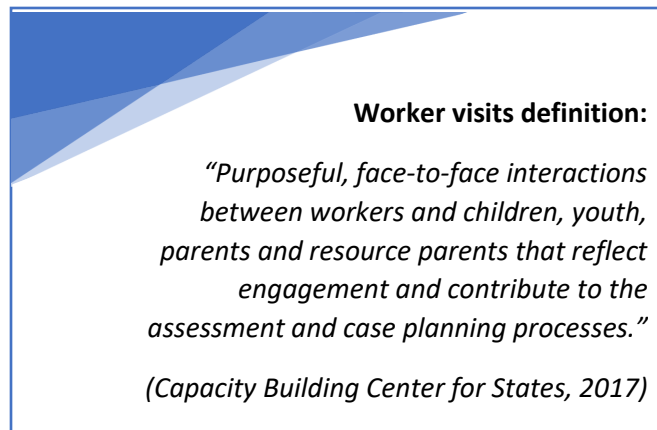 Worker visits definition:
“Purposeful, face-to-face interactions
between workers and children, youth,
parents and resource parents that reflect
engagement and contribute to the
assessment and case planning processes.”
(Capacity Building Center for States, 2017)